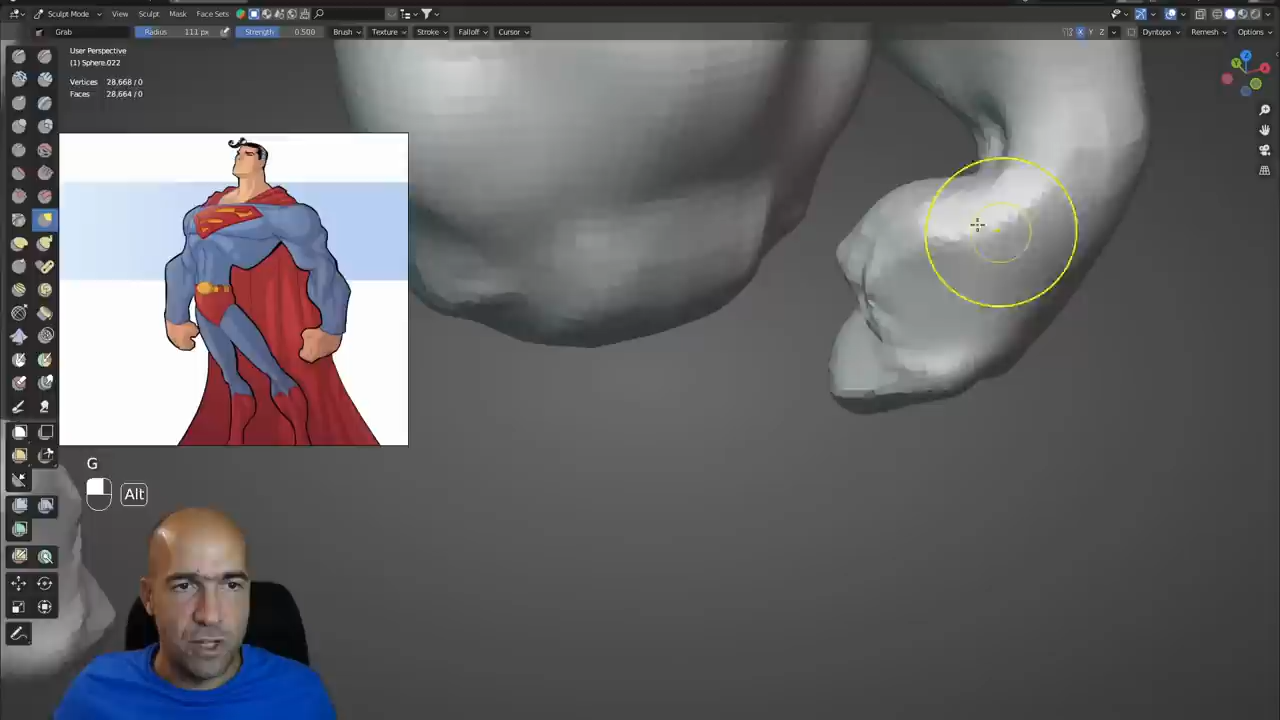 Sculpt Mode View Sculpt Mask Face Sets
Grab Radius 111 px Strength 0.500 Brush Texture Stroke Falloff Cursor X Y Z Dyntopo Remesh Options
User Perspective
(1) Sphere.022
Vertices 28,668 / 0
Faces 28,664 / 0
G
Alt